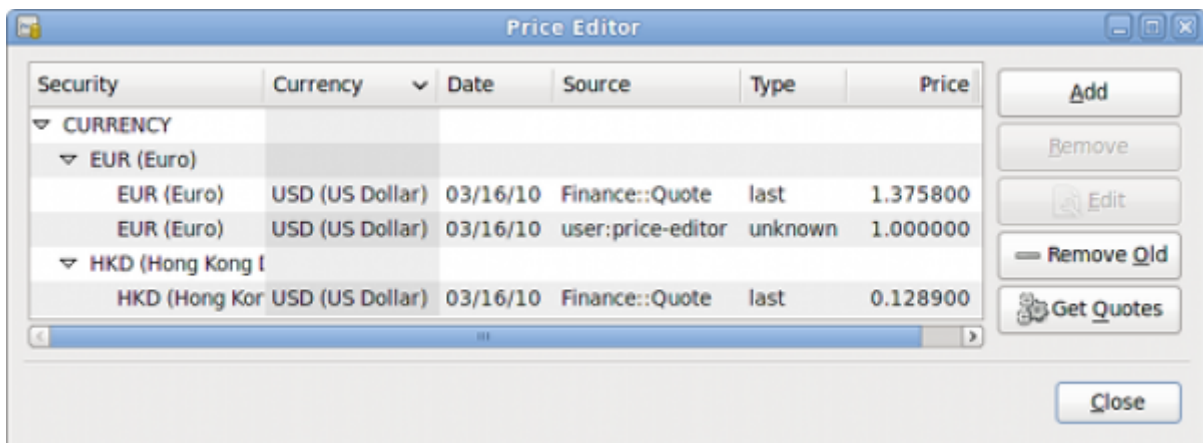 Price Editor
Security Currency Date Source Type Price
CURRENCY
EUR (Euro)
EUR (Euro) USD (US Dollar) 03/16/10 Finance::Quote last 1.375800
EUR (Euro) USD (US Dollar) 03/16/10 user:price-editor unknown 1.000000
HKD (Hong Kong
HKD (Hong Kor USD (US Dollar) 03/16/10 Finance::Quote last 0.128900
Add
Remove
Edit
Remove Old
Get Quotes
Close